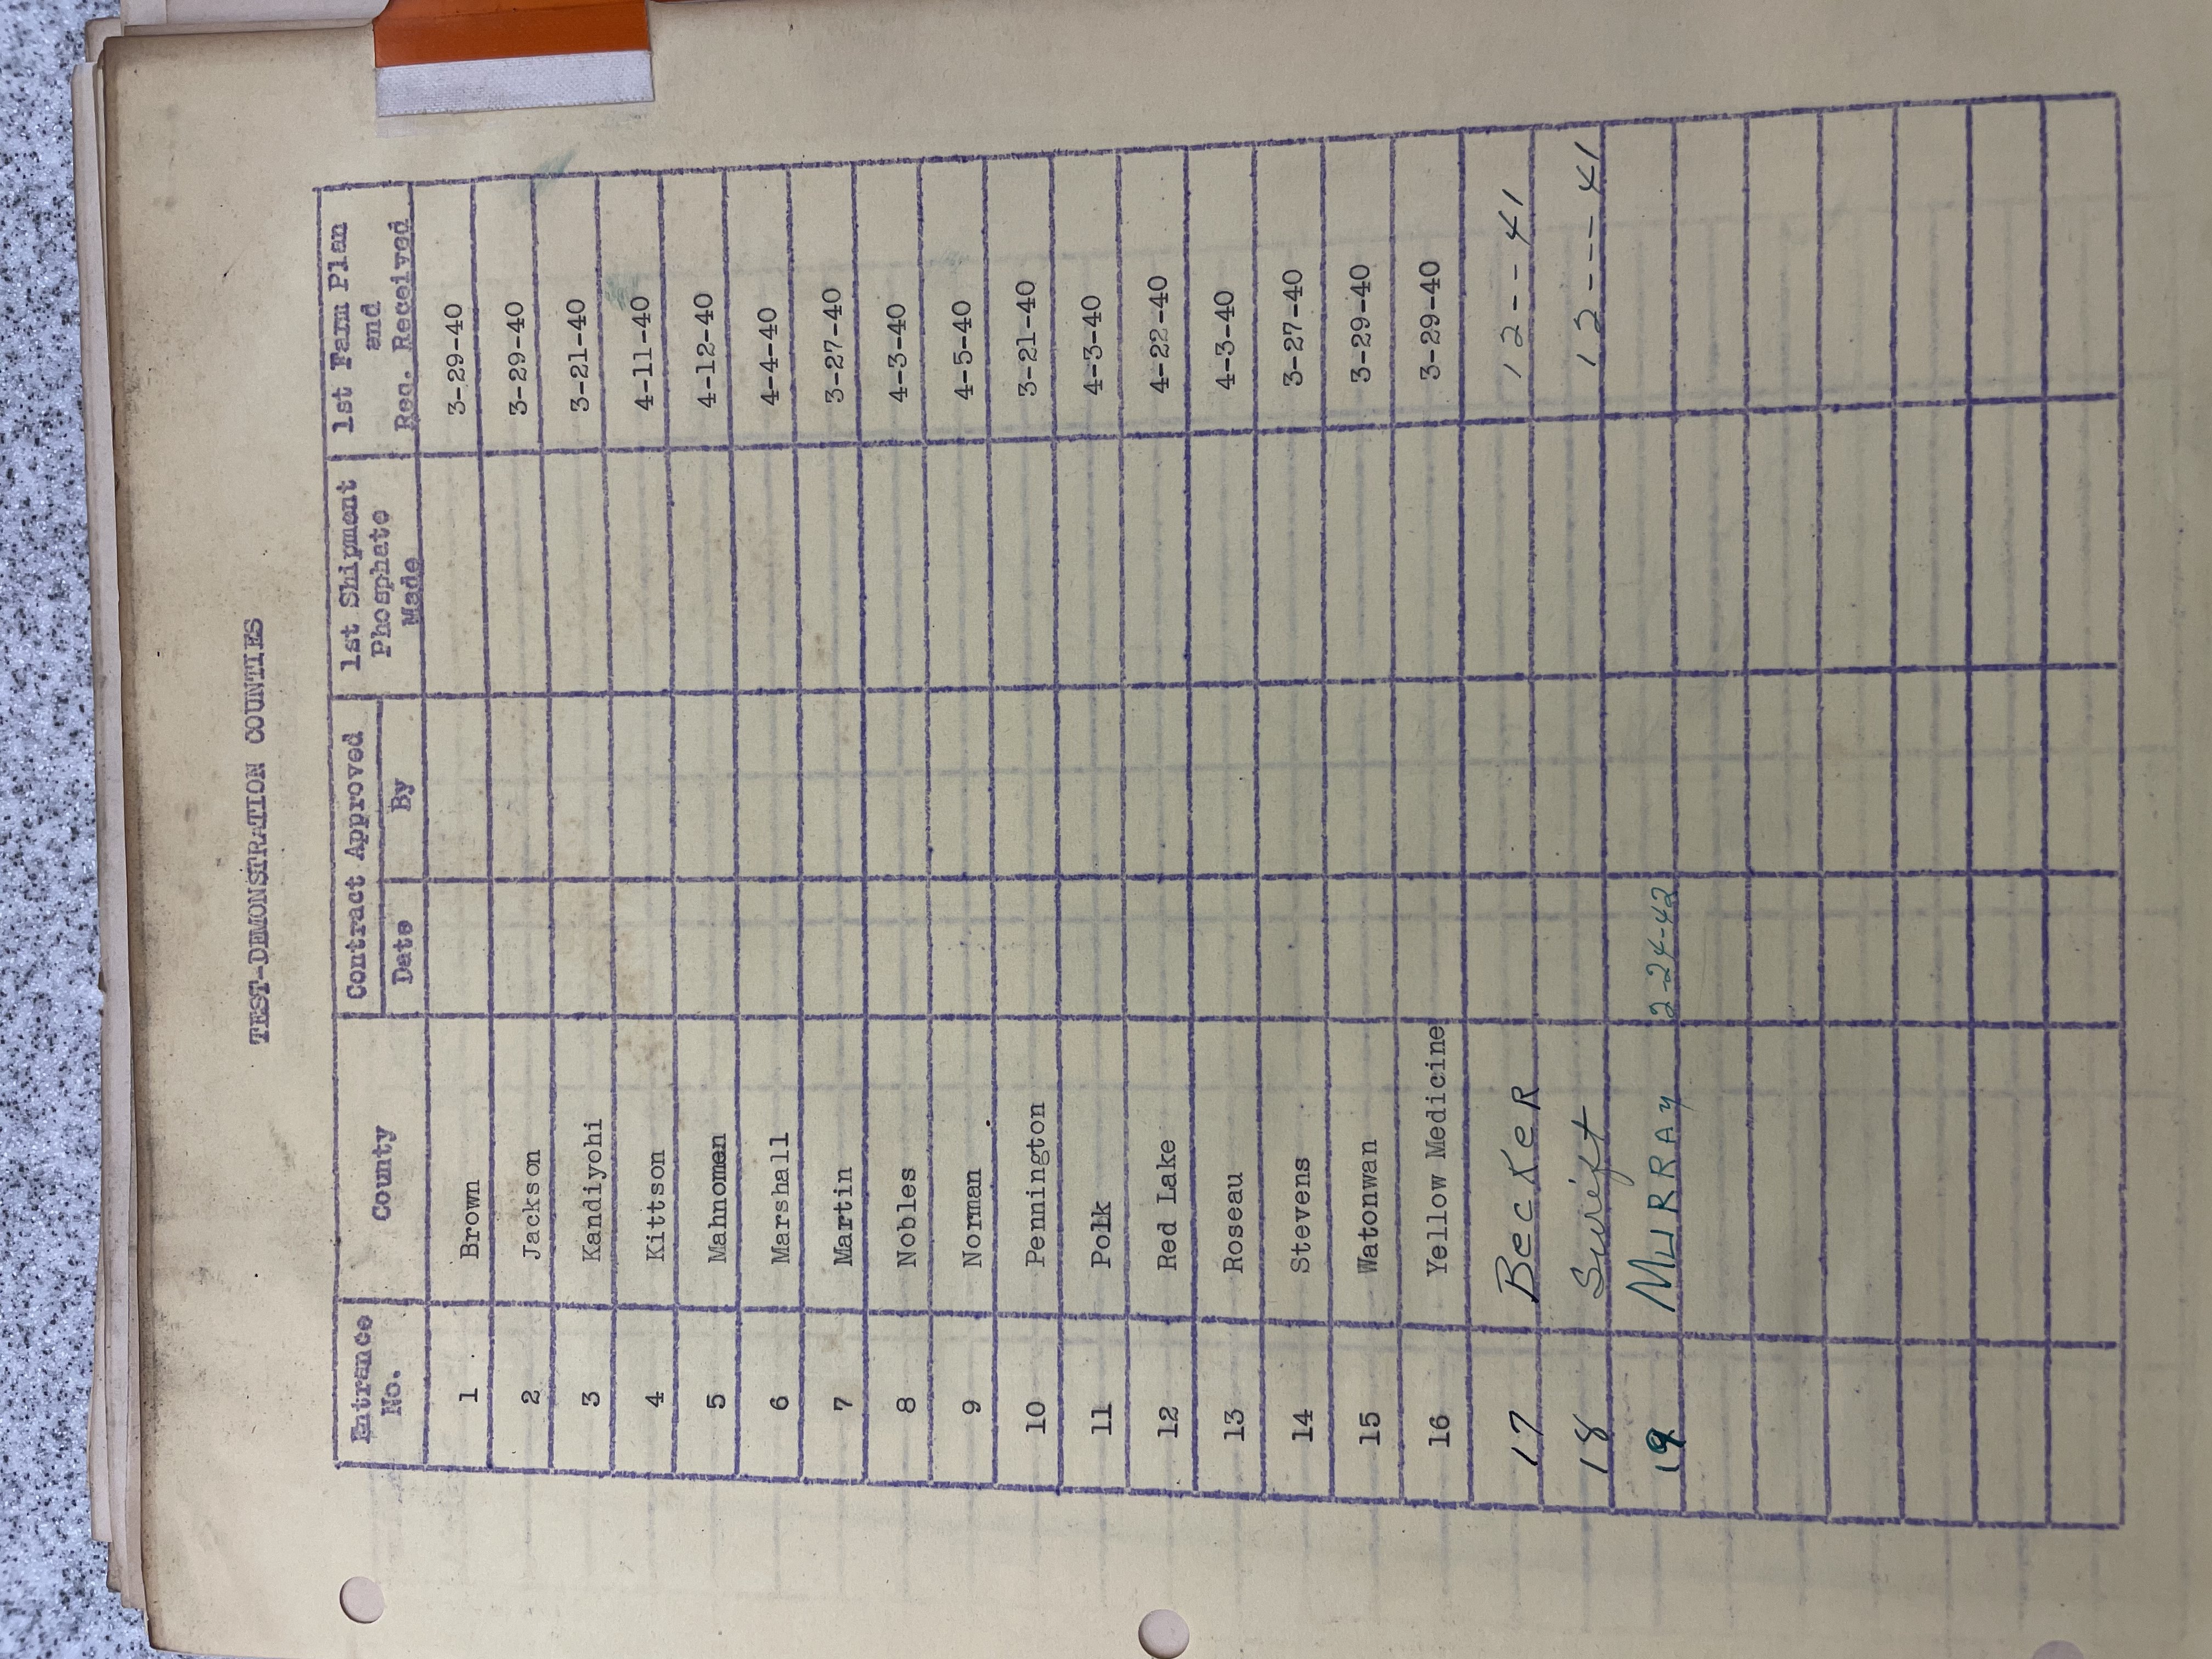 TEST-DEMONSTRATION COUNTIES
Entrance No. County Contract Approved Date By 1st Shipment Phosphate Made 1st Farm Plan and Req. Received
1 Brown 3-29-40
2 Jackson 3-29-40
3 Kandiyohi 3-21-40
4 Kittson 4-11-40
5 Mahnomen 4-12-40
6 Marshall 4-4-40
7 Martin 3-27-40
8 Nobles 4-3-40
9 Norman 4-5-40
10 Pennington 3-21-40
11 Polk 4-3-40
12 Red Lake 4-22-40
13 Roseau 4-3-40
14 Stevens 3-27-40
15 Watonwan 3-29-40
16 Yellow Medicine 3-29-40
17 Becker 12--41
18 Swift 12---41
19 Murray 2-24-42